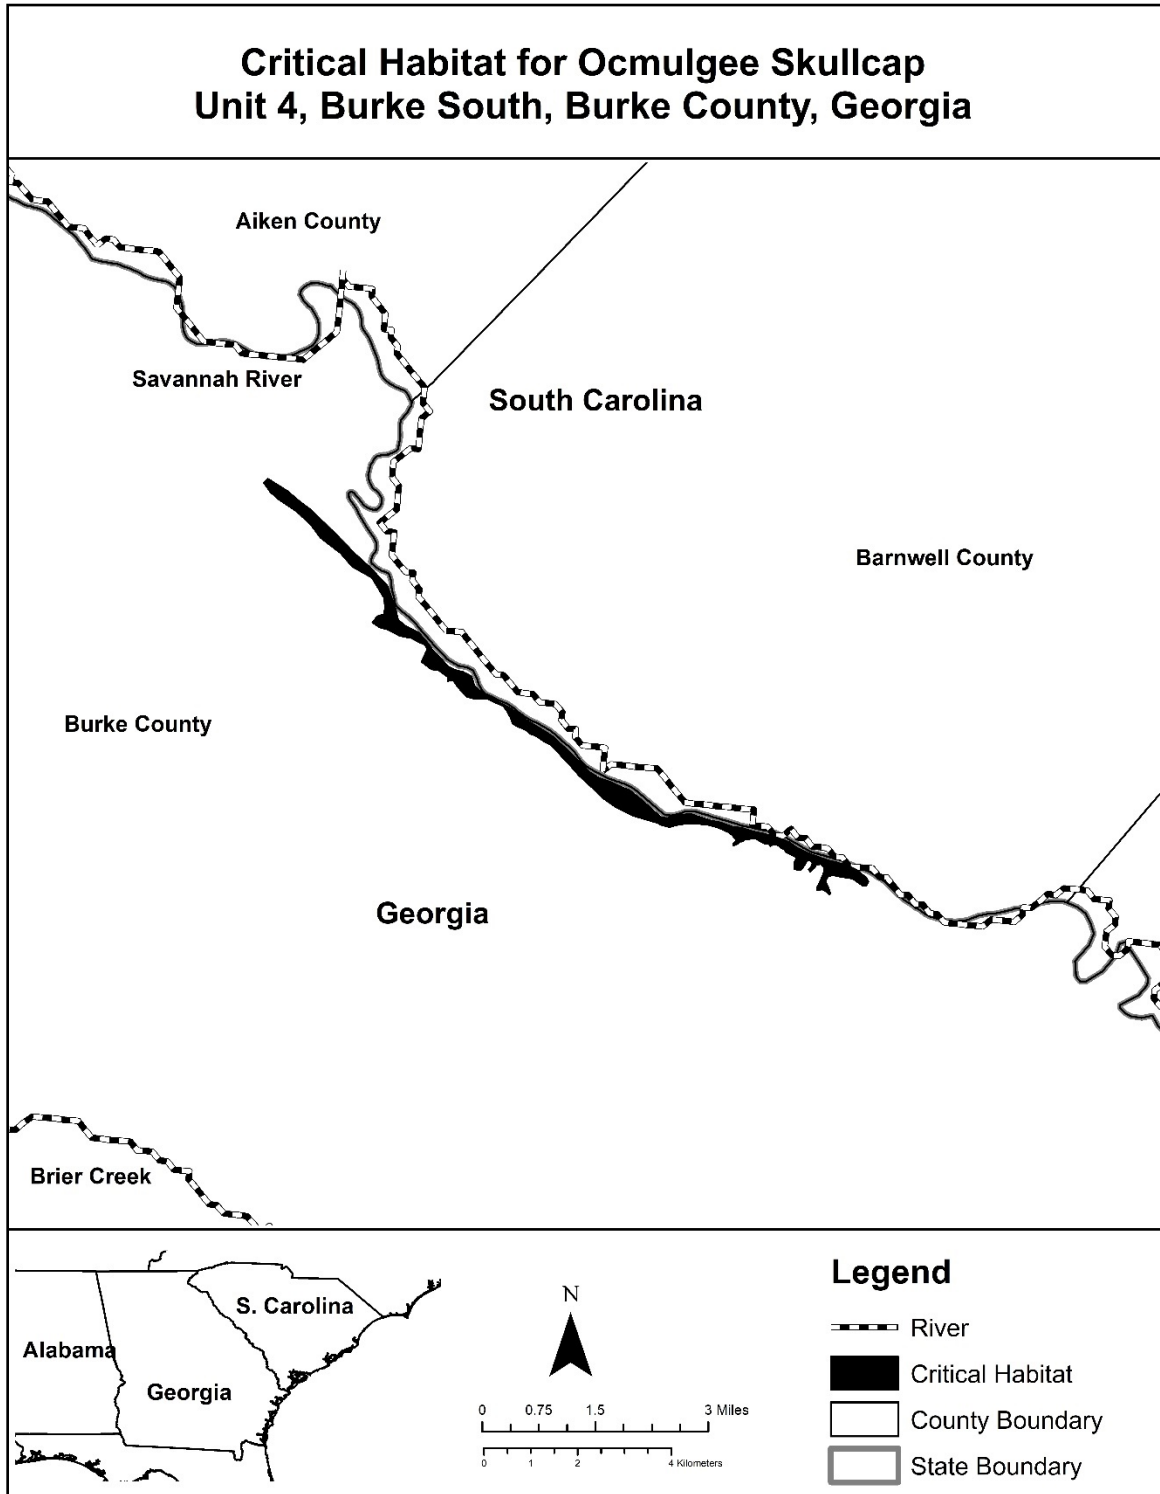 Critical Habitat for Ocmulgee Skullcap
Unit 4, Burke South, Burke County, Georgia
Aiken County
Savannah River
South Carolina
Barnwell County
Burke County
Georgia
Brier Creek
S. Carolina
Alabama
Georgia
N
0 0.75 1.5 3 Miles
0 1 2 4 Kilometers
Legend
River
Critical Habitat
County Boundary
State Boundary